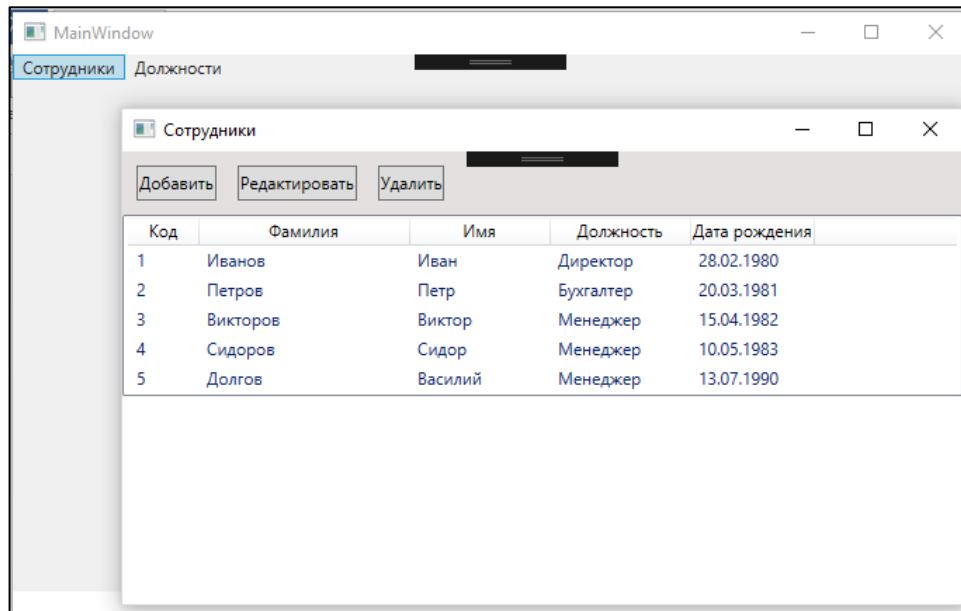 MainWindow
Сотрудники Должности
Сотрудники
Добавить Редактировать Удалить
Код Фамилия Имя Должность Дата рождения
1 Иванов Иван Директор 28.02.1980
2 Петров Петр Бухгалтер 20.03.1981
3 Викторов Виктор Менеджер 15.04.1982
4 Сидоров Сидор Менеджер 10.05.1983
5 Долгов Василий Менеджер 13.07.1990